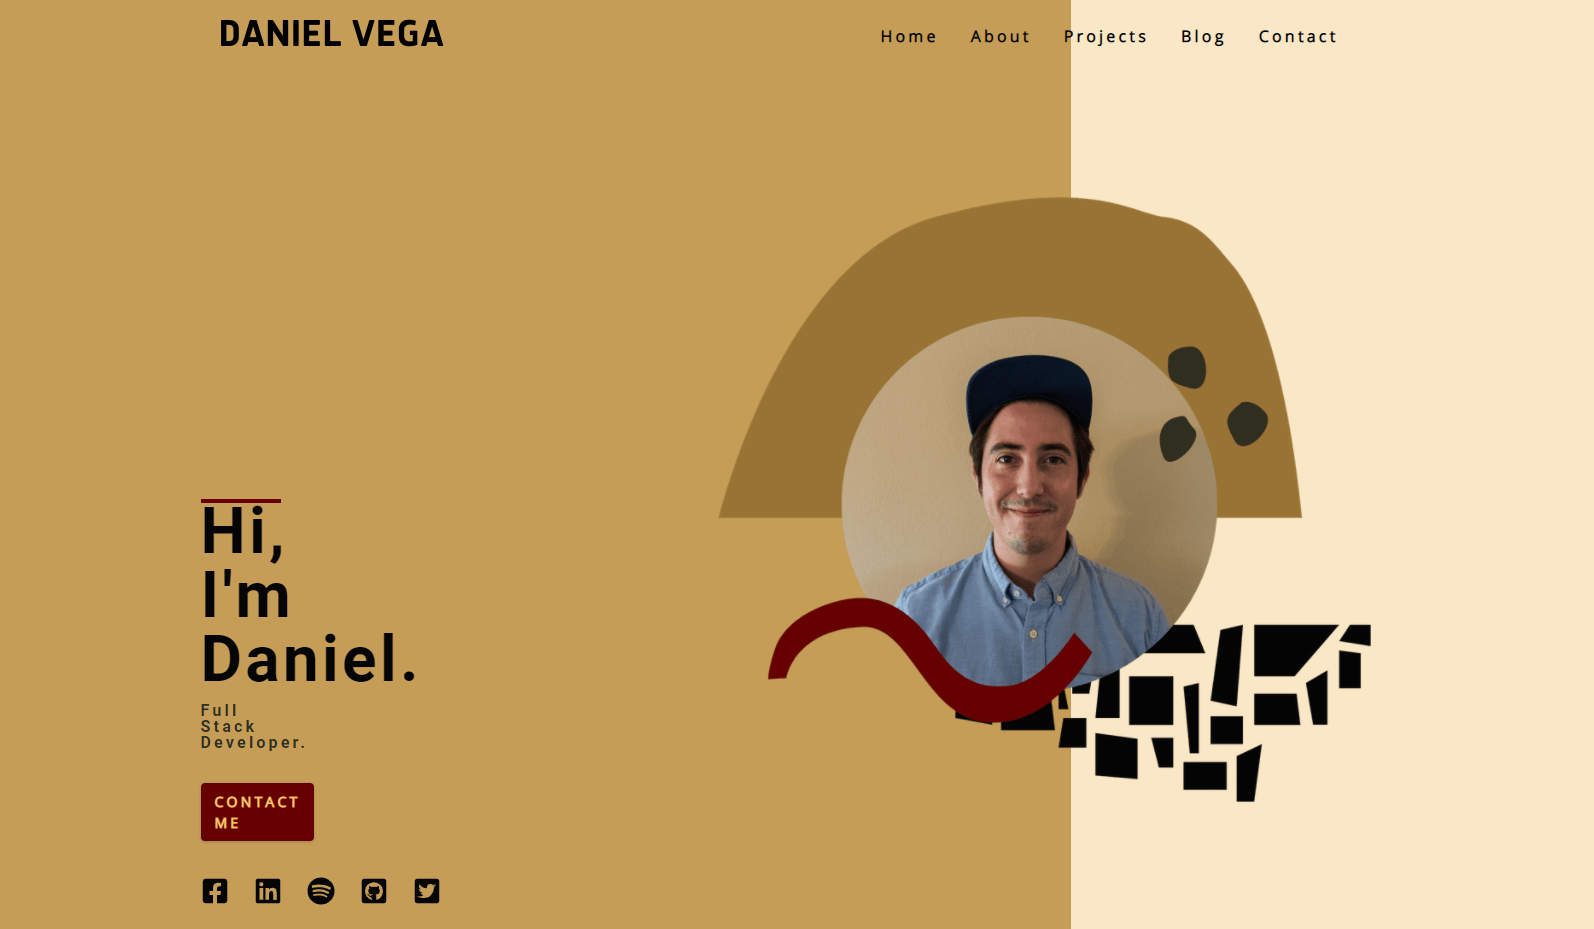 DANIEL VEGA
Home About Projects Blog Contact
Hi,
I'm
Daniel.
Full
Stack
Developer.
CONTACT
ME